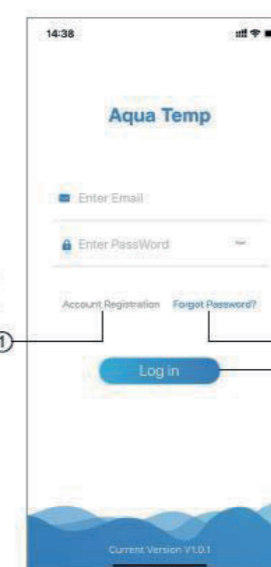 14:38
Aqua Temp
Enter Email
Enter PassWord
Account Registration Forgot Password?
1
Log in
Current Version V1.0.1